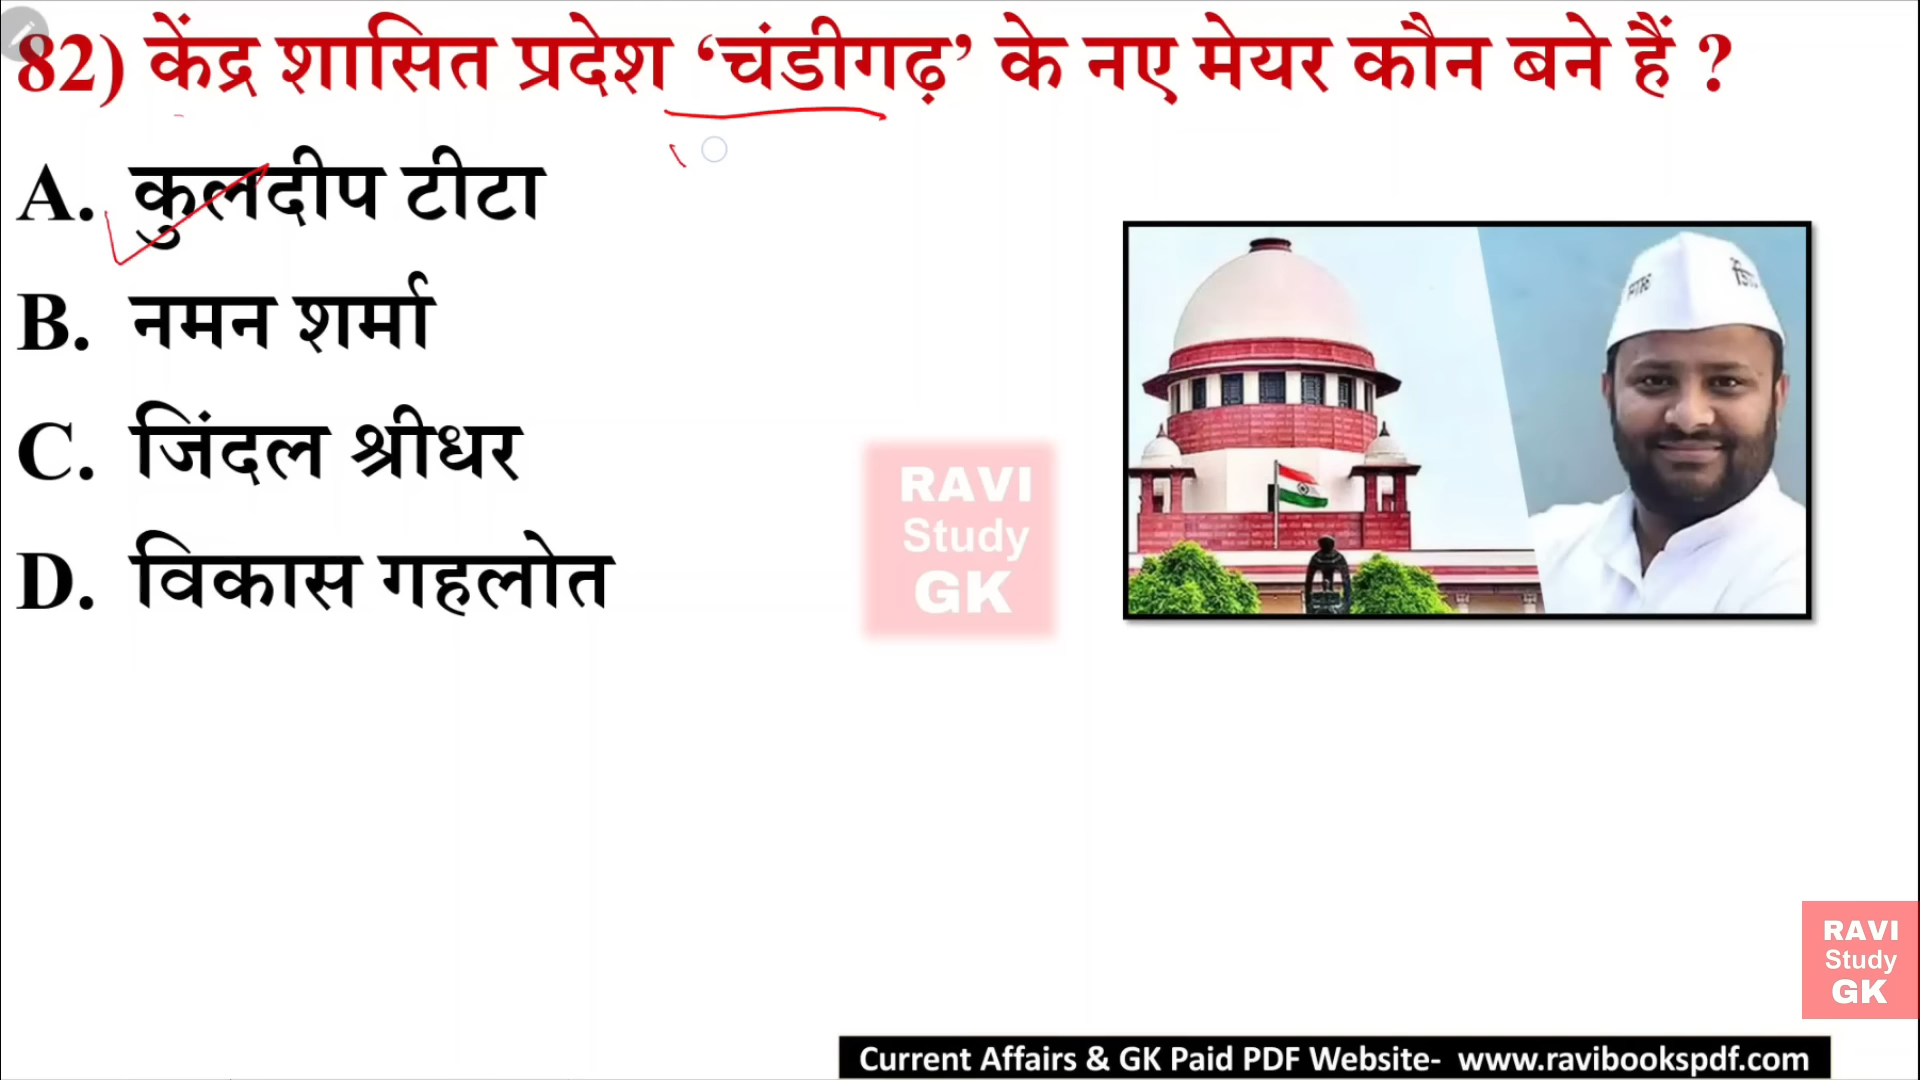 82) केंद्र शासित प्रदेश ‘चंडीगढ़’ के नए मेयर कौन बने हैं ?
A. कुलदीप टीटा
B. नमन शर्मा
C. जिंदल श्रीधर
D. विकास गहलोत
RAVI
Study
GK
RAVI
Study
GK
Current Affairs & GK Paid PDF Website- www.ravibookspdf.com